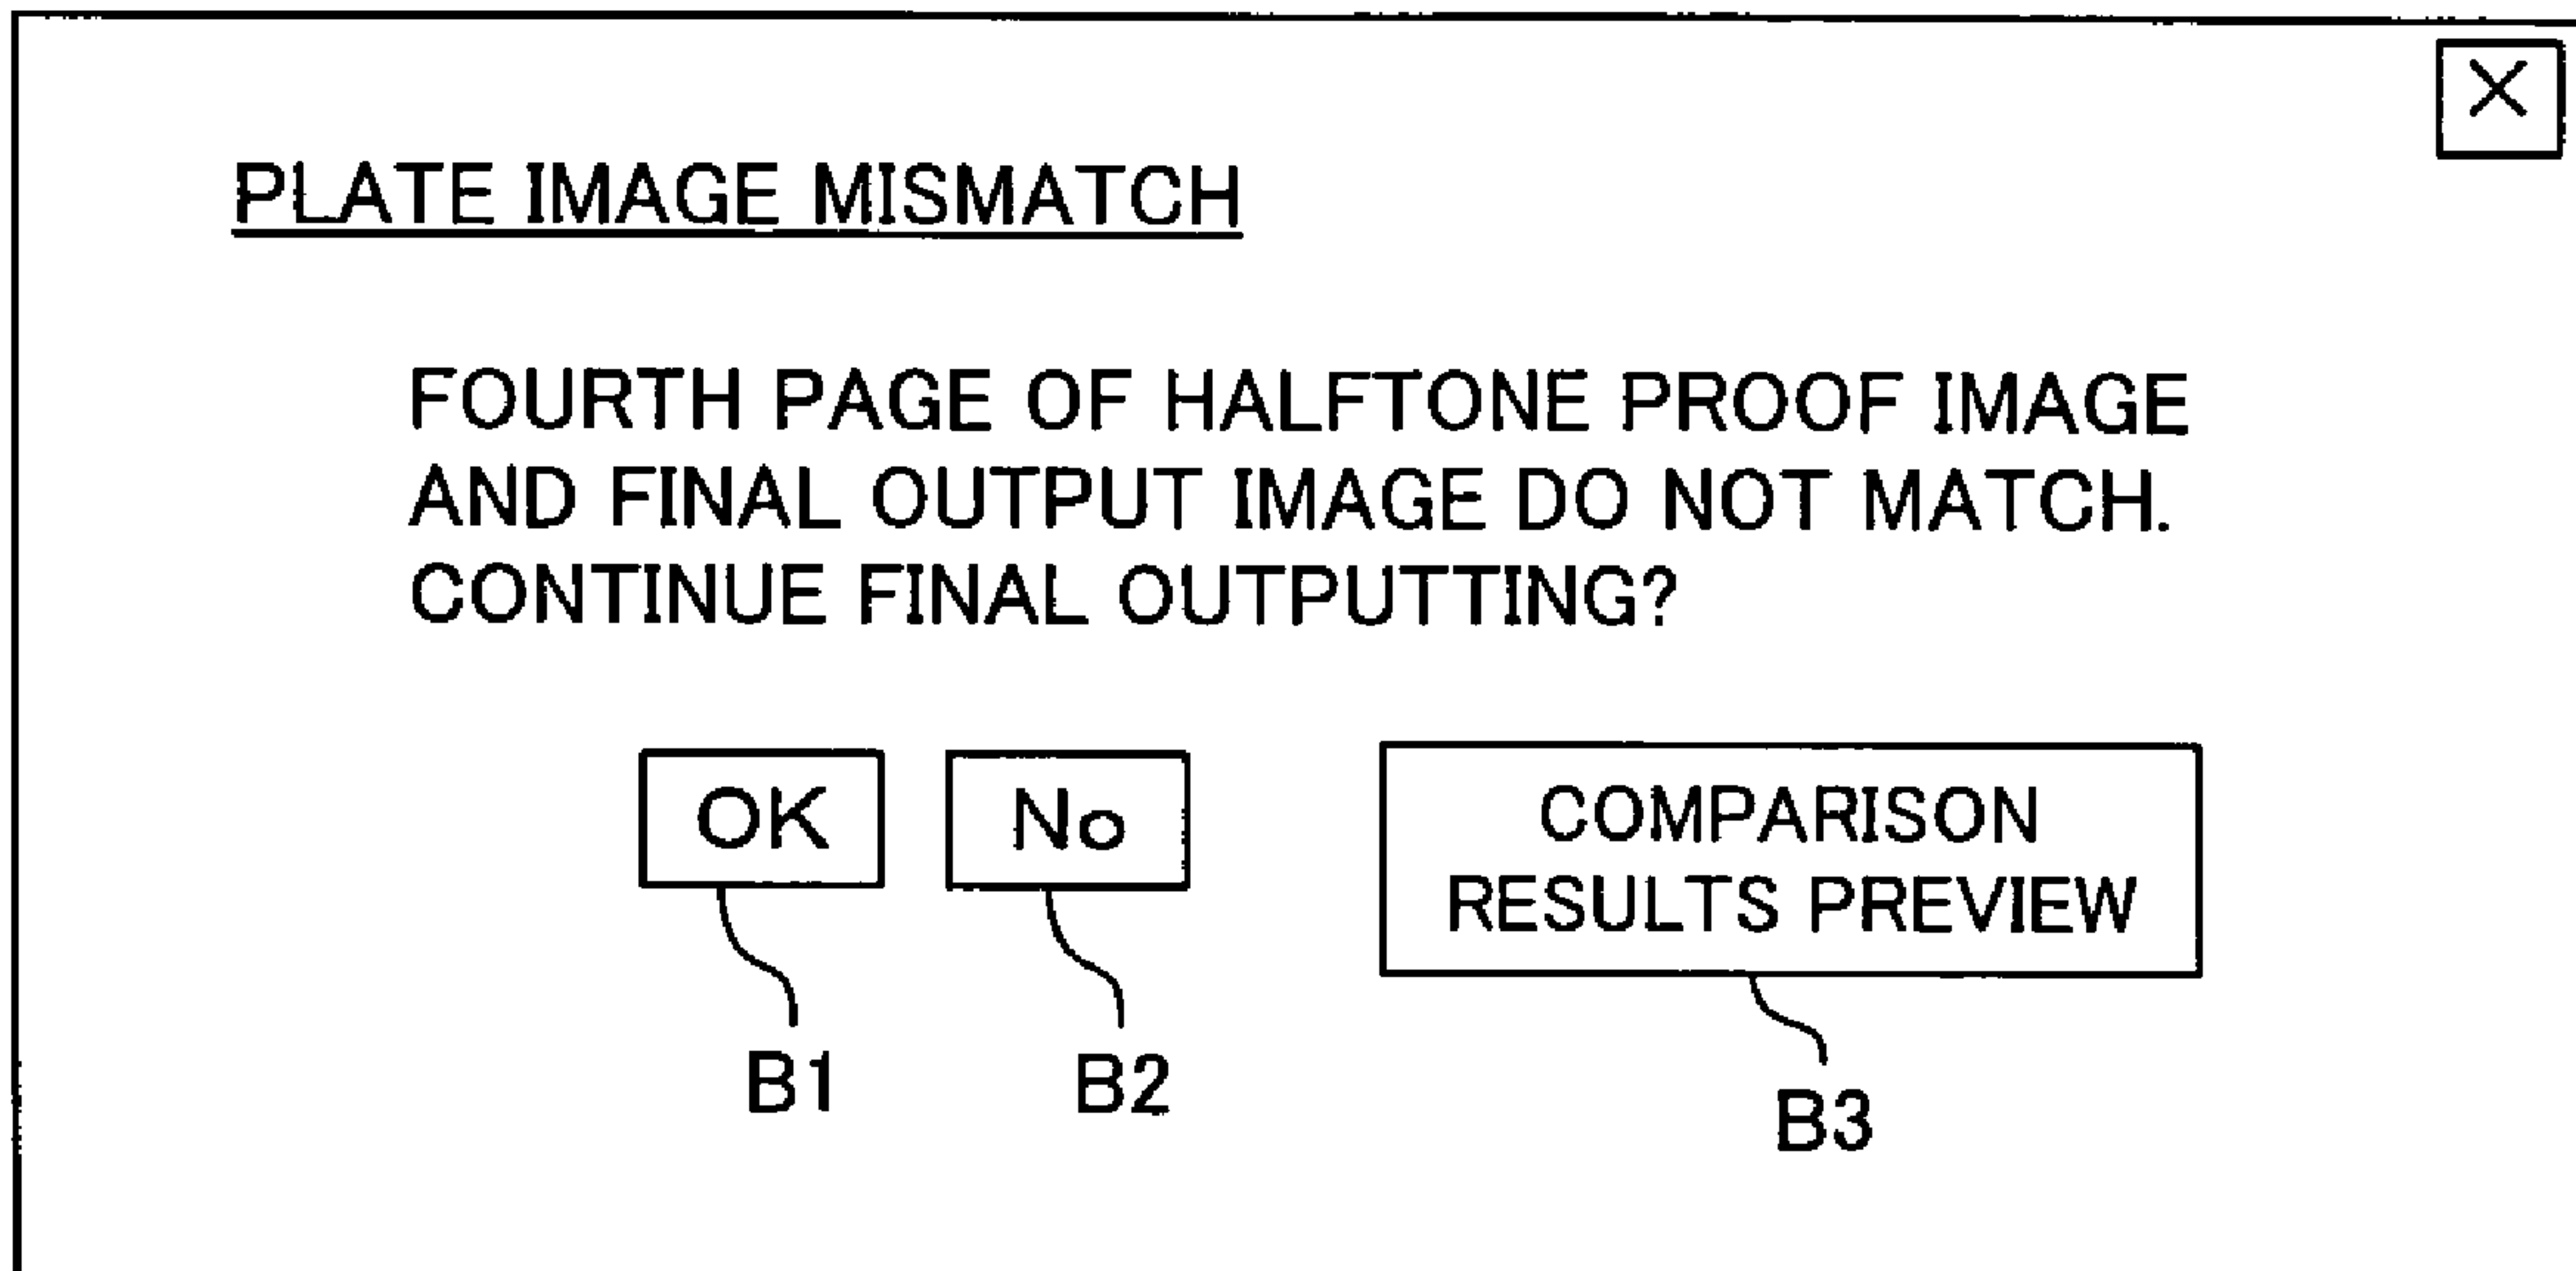 PLATE IMAGE MISMATCH
FOURTH PAGE OF HALFTONE PROOF IMAGE
AND FINAL OUTPUT IMAGE DO NOT MATCH.
CONTINUE FINAL OUTPUTTING?
OK
No
COMPARISON
RESULTS PREVIEW
B1
B2
B3